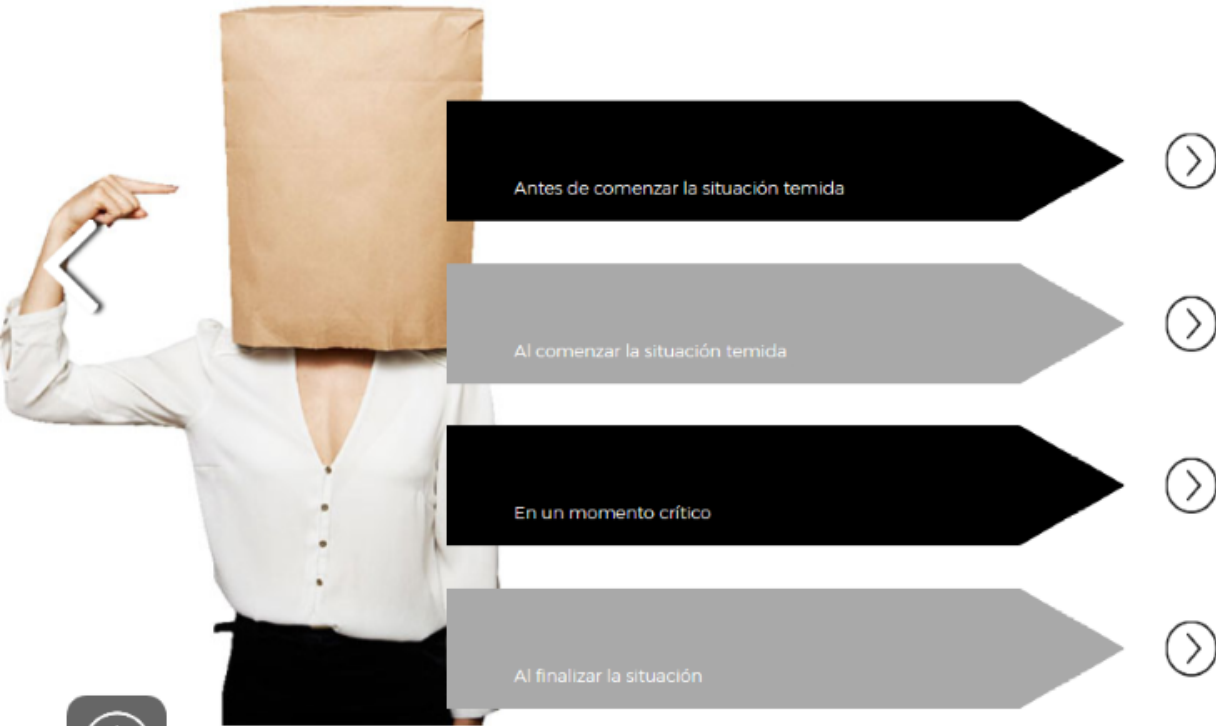 Antes de comenzar la situación temida
Al comenzar la situación temida
En un momento crítico
Al finalizar la situación